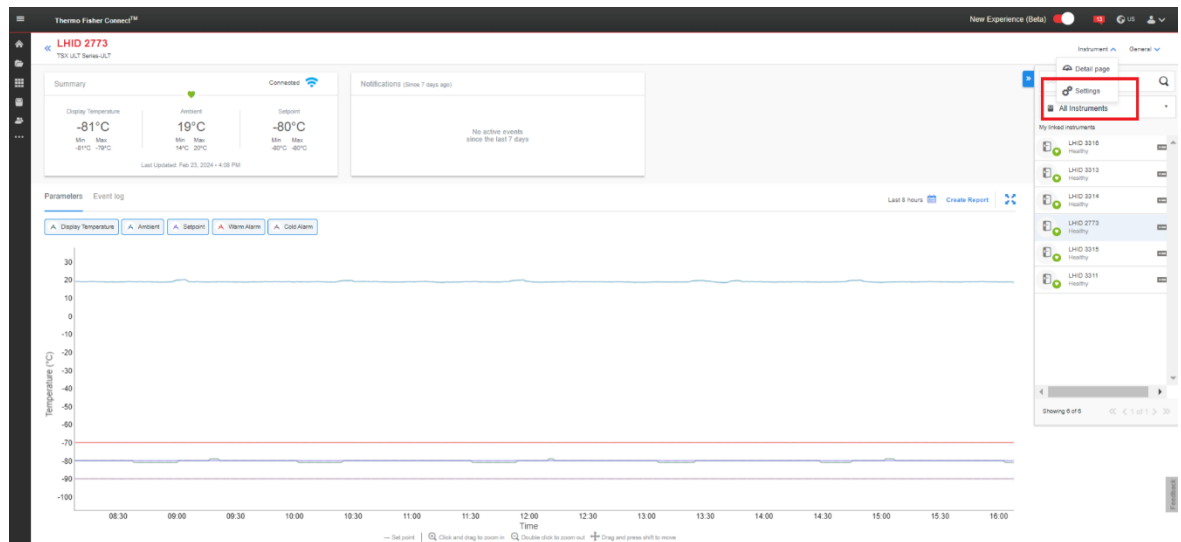 Thermo Fisher Connect™
New Experience (Beta)
13
US
LHID 2773
TSX ULT Series-ULT
Instrument
General
Summary
Connected
Display Temperature
Ambient
Setpoint
-81°C
19°C
-80°C
Min Max
Min Max
Min Max
-81°C -79°C
14°C 20°C
-80°C -80°C
Last Updated: Feb 23, 2024 • 4:08 PM
Notifications (Since 7 days ago)
No active events
since the last 7 days
Detail page
Settings
All Instruments
My linked instruments
LHID 3316
Healthy
LHID 3313
Healthy
LHID 3314
Healthy
LHID 2773
Healthy
LHID 3315
Healthy
LHID 3311
Healthy
Showing 6 of 6
1 of 1
Parameters
Event log
Last 8 hours
Create Report
Display Temperature
Ambient
Setpoint
Warm Alarm
Cold Alarm
Temperature (°C)
30
20
10
0
-10
-20
-30
-40
-50
-60
-70
-80
-90
-100
08:30 09:00 09:30 10:00 10:30 11:00 11:30 12:00 12:30 13:00 13:30 14:00 14:30 15:00 15:30 16:00
Time
— Set point | Click and drag to zoom in Double click to zoom out Drag and press shift to move
Feedback